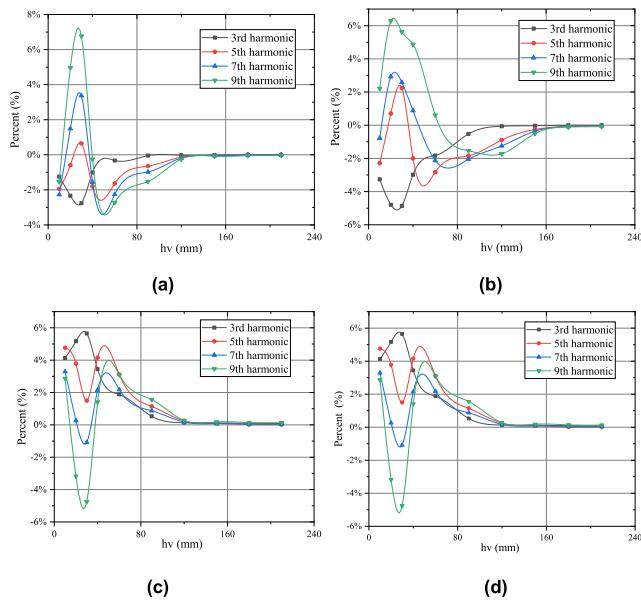 8%
6%
4%
2%
0%
-2%
-4%
Percent (%)
3rd harmonic
5th harmonic
7th harmonic
9th harmonic
0 80 160 240
hv (mm)
(a)
6%
4%
2%
0%
-2%
-4%
-6%
Percent (%)
3rd harmonic
5th harmonic
7th harmonic
9th harmonic
0 80 160 240
hv (mm)
(b)
6%
4%
2%
0%
-2%
-4%
-6%
Percent (%)
3rd harmonic
5th harmonic
7th harmonic
9th harmonic
0 80 160 240
hv (mm)
(c)
6%
4%
2%
0%
-2%
-4%
-6%
Percent (%)
3rd harmonic
5th harmonic
7th harmonic
9th harmonic
0 80 160 240
hv (mm)
(d)